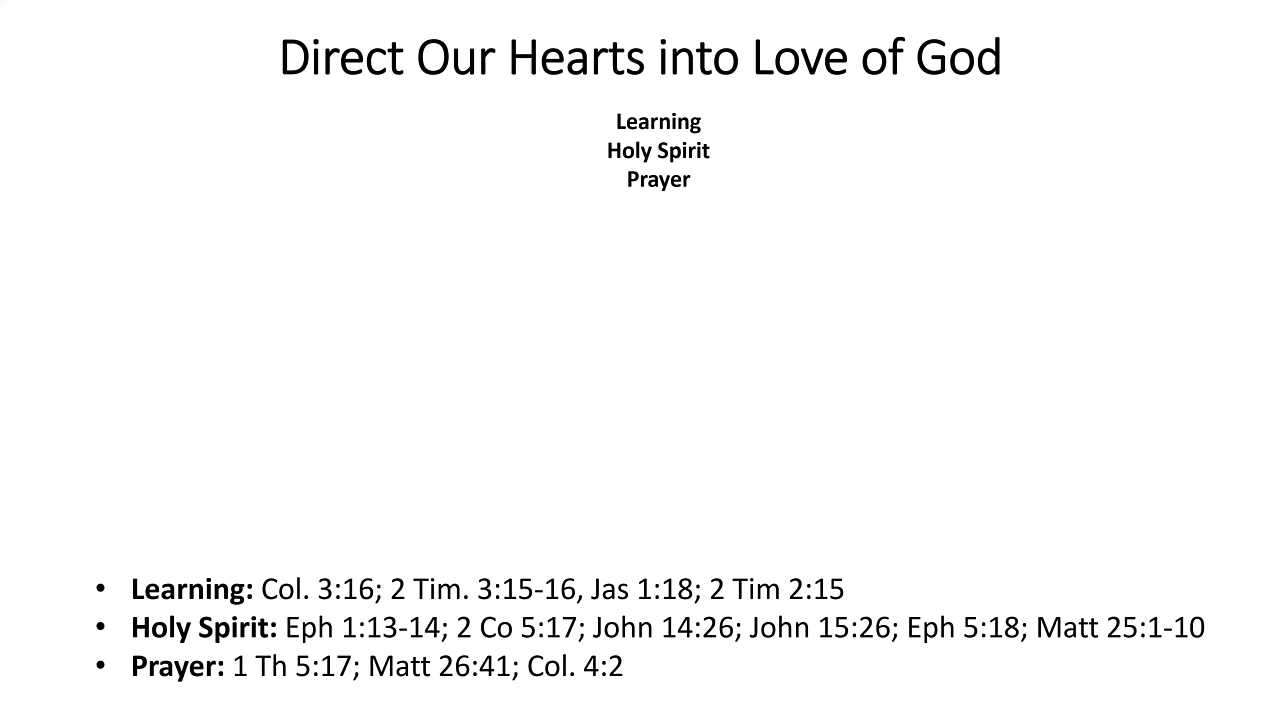 Direct Our Hearts into Love of God
Learning
Holy Spirit
Prayer
• Learning: Col. 3:16; 2 Tim. 3:15-16, Jas 1:18; 2 Tim 2:15
• Holy Spirit: Eph 1:13-14; 2 Co 5:17; John 14:26; John 15:26; Eph 5:18; Matt 25:1-10
• Prayer: 1 Th 5:17; Matt 26:41; Col. 4:2